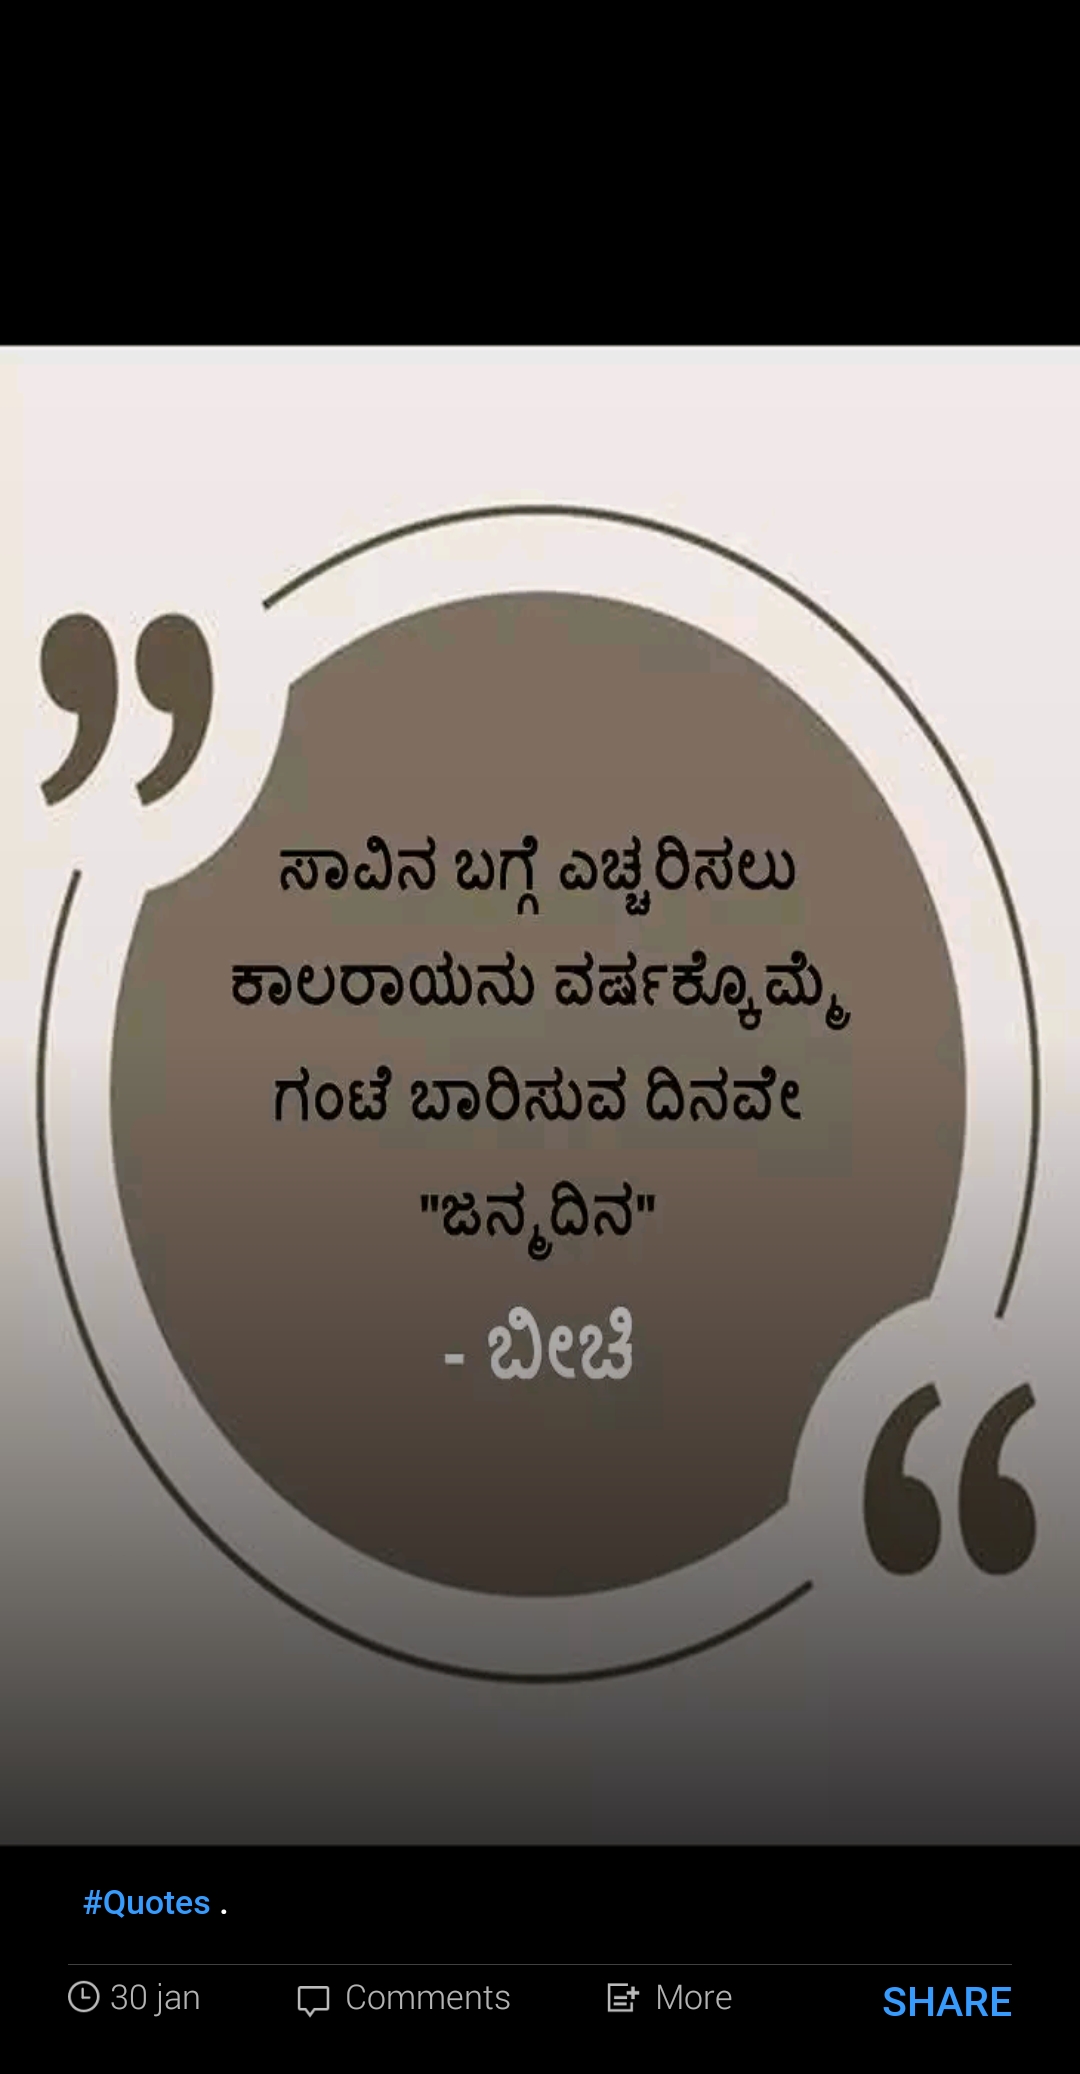 ಸಾವಿನ ಬಗ್ಗೆ ಎಚ್ಚರಿಸಲು
ಕಾಲರಾಯನು ವರ್ಷಕ್ಕೊಮ್ಮೆ
ಗಂಟೆ ಬಾರಿಸುವ ದಿನವೇ
"ಜನ್ಮದಿನ"
- ಬೀಚಿ
#Quotes .
30 jan Comments More SHARE